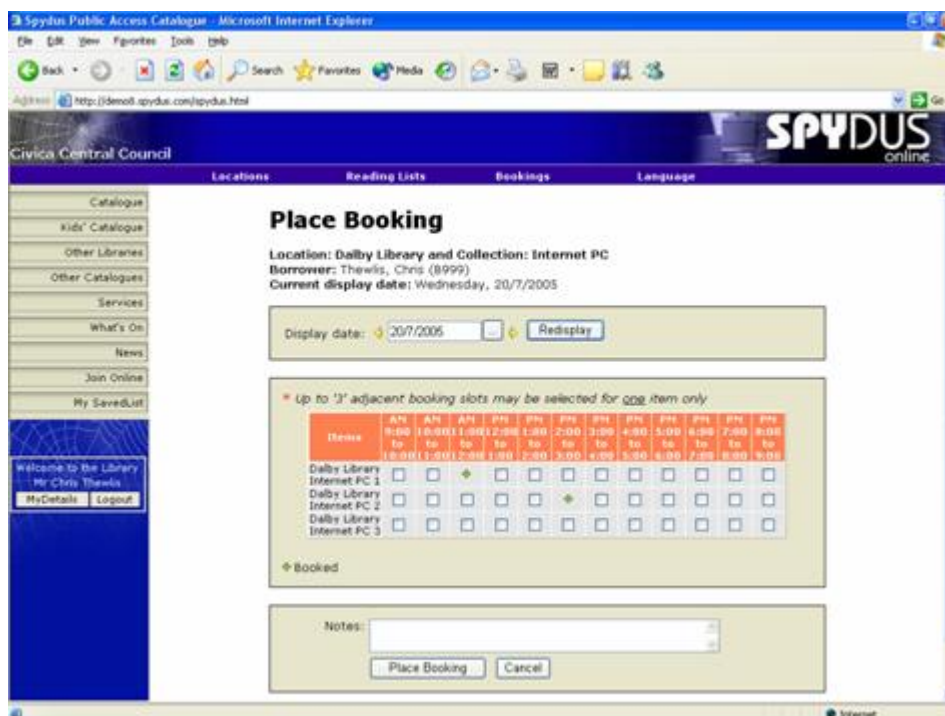 Spydus Public Access Catalogue - Microsoft Internet Explorer
File Edit View Favorites Tools Help
Back Search Favorites Media
Address http://demo8.spydus.com/spydus.html Go
SPYDUS
online
Civica Central Council
Locations Reading Lists Bookings Language
Catalogue
Kids' Catalogue
Other Libraries
Other Catalogues
Services
What's On
News
Join Online
My SavedList
Welcome to the Library
Mr Chris Thewlis
MyDetails Logout
Place Booking
Location: Dalby Library and Collection: Internet PC
Borrower: Thewlis, Chris (8999)
Current display date: Wednesday, 20/7/2005
Display date: 20/7/2005 ... Redisplay
* Up to '3' adjacent booking slots may be selected for one item only
AM AM AM PM PM PM PM PM PM PM PM PM
Items 9:00 10:00 11:00 12:00 1:00 2:00 3:00 4:00 5:00 6:00 7:00 8:00
to to to to to to to to to to to to
10:00 11:00 12:00 1:00 2:00 3:00 4:00 5:00 6:00 7:00 8:00 9:00
Dalby Library
Internet PC 1
Dalby Library
Internet PC 2
Dalby Library
Internet PC 3
Booked
Notes:
Place Booking Cancel
Internet